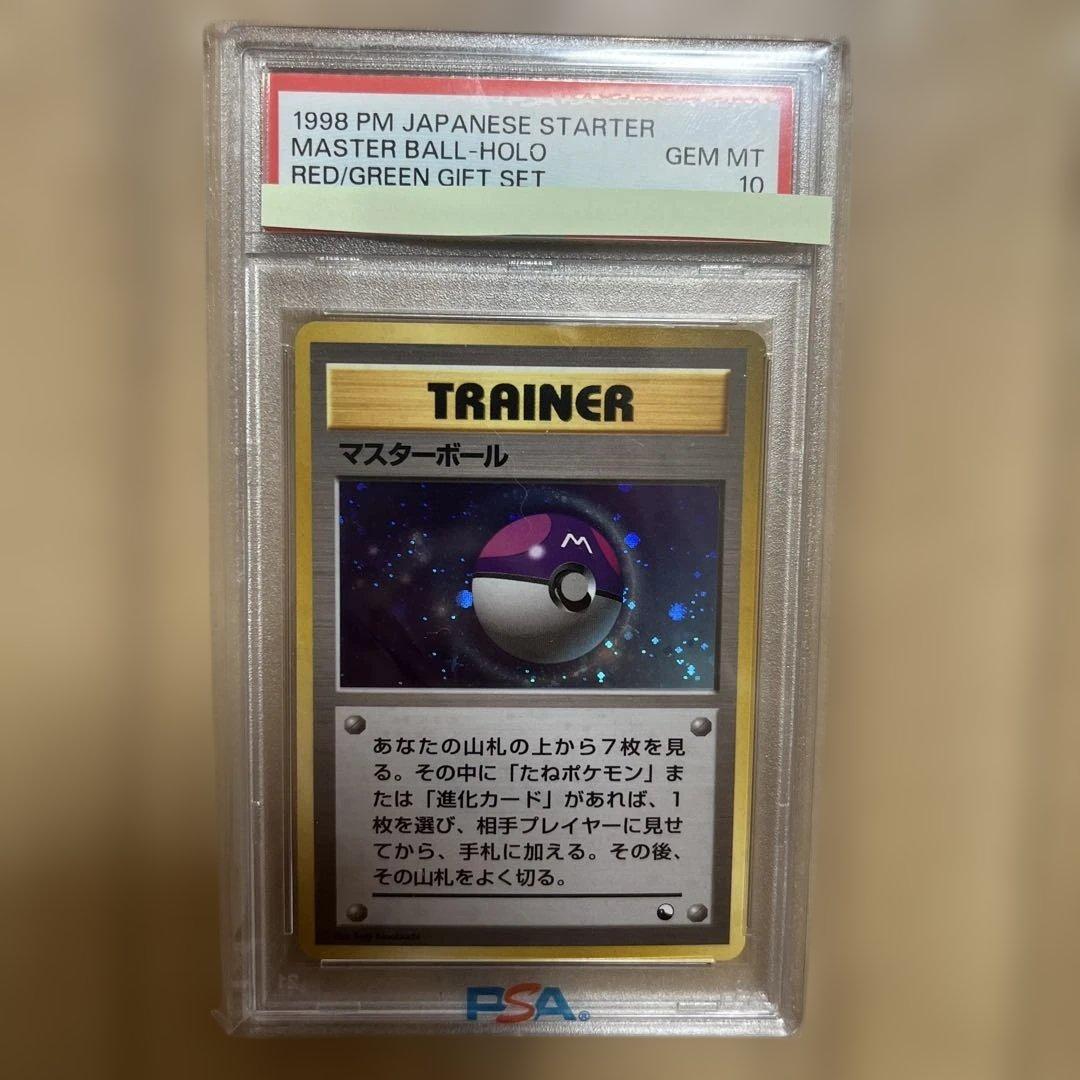 1998 PM JAPANESE STARTER
MASTER BALL-HOLO
GEM MT
RED/GREEN GIFT SET
10
TRAINER
マスターボール
M
あなたの山札の上から7枚を見
る。その中に「たねポケモン」ま
たは「進化カード」があれば、1
枚を選び、相手プレイヤーに見せ
てから、手札に加える。その後、
その山札をよく切る。
PSA®